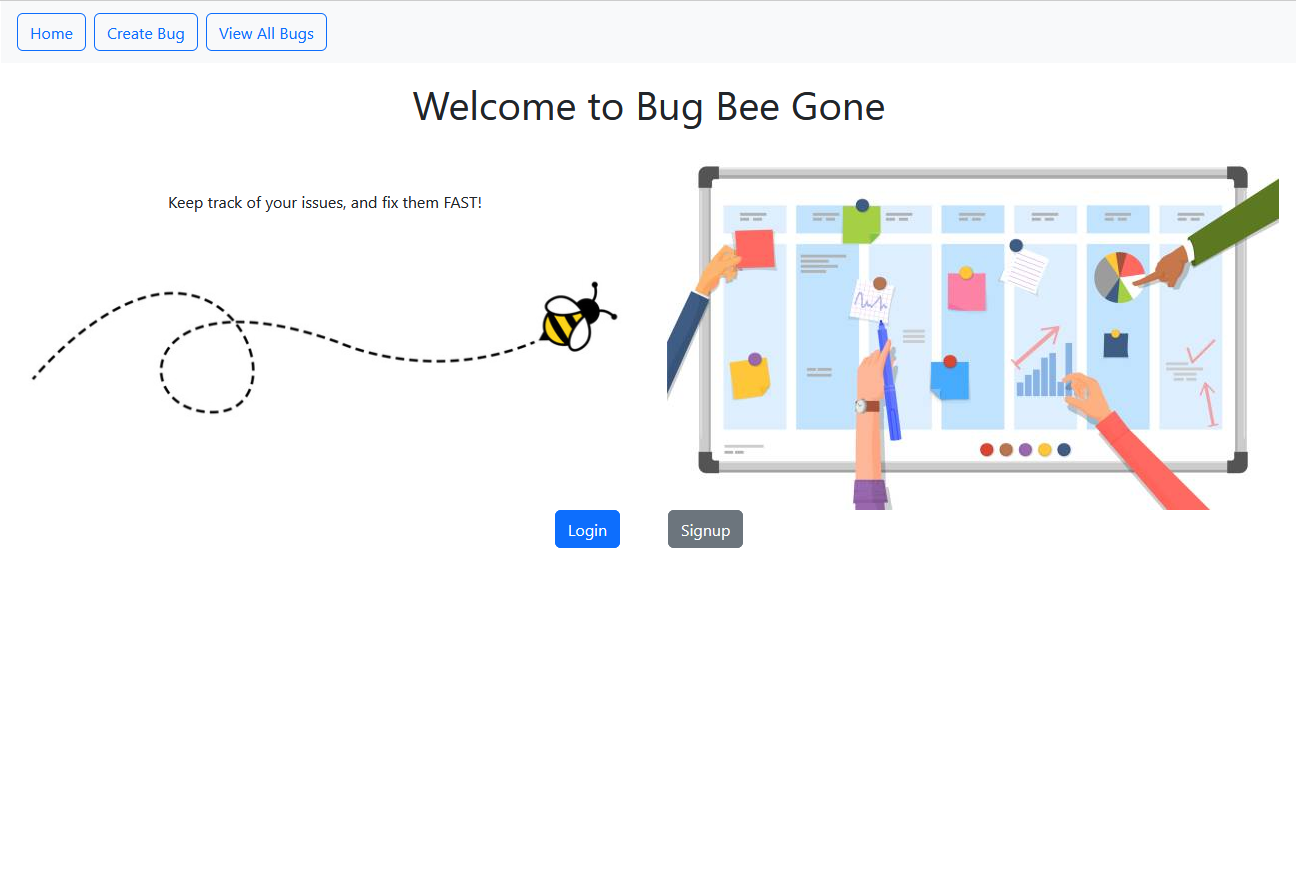 Home
Create Bug
View All Bugs
Welcome to Bug Bee Gone
Keep track of your issues, and fix them FAST!
Login
Signup